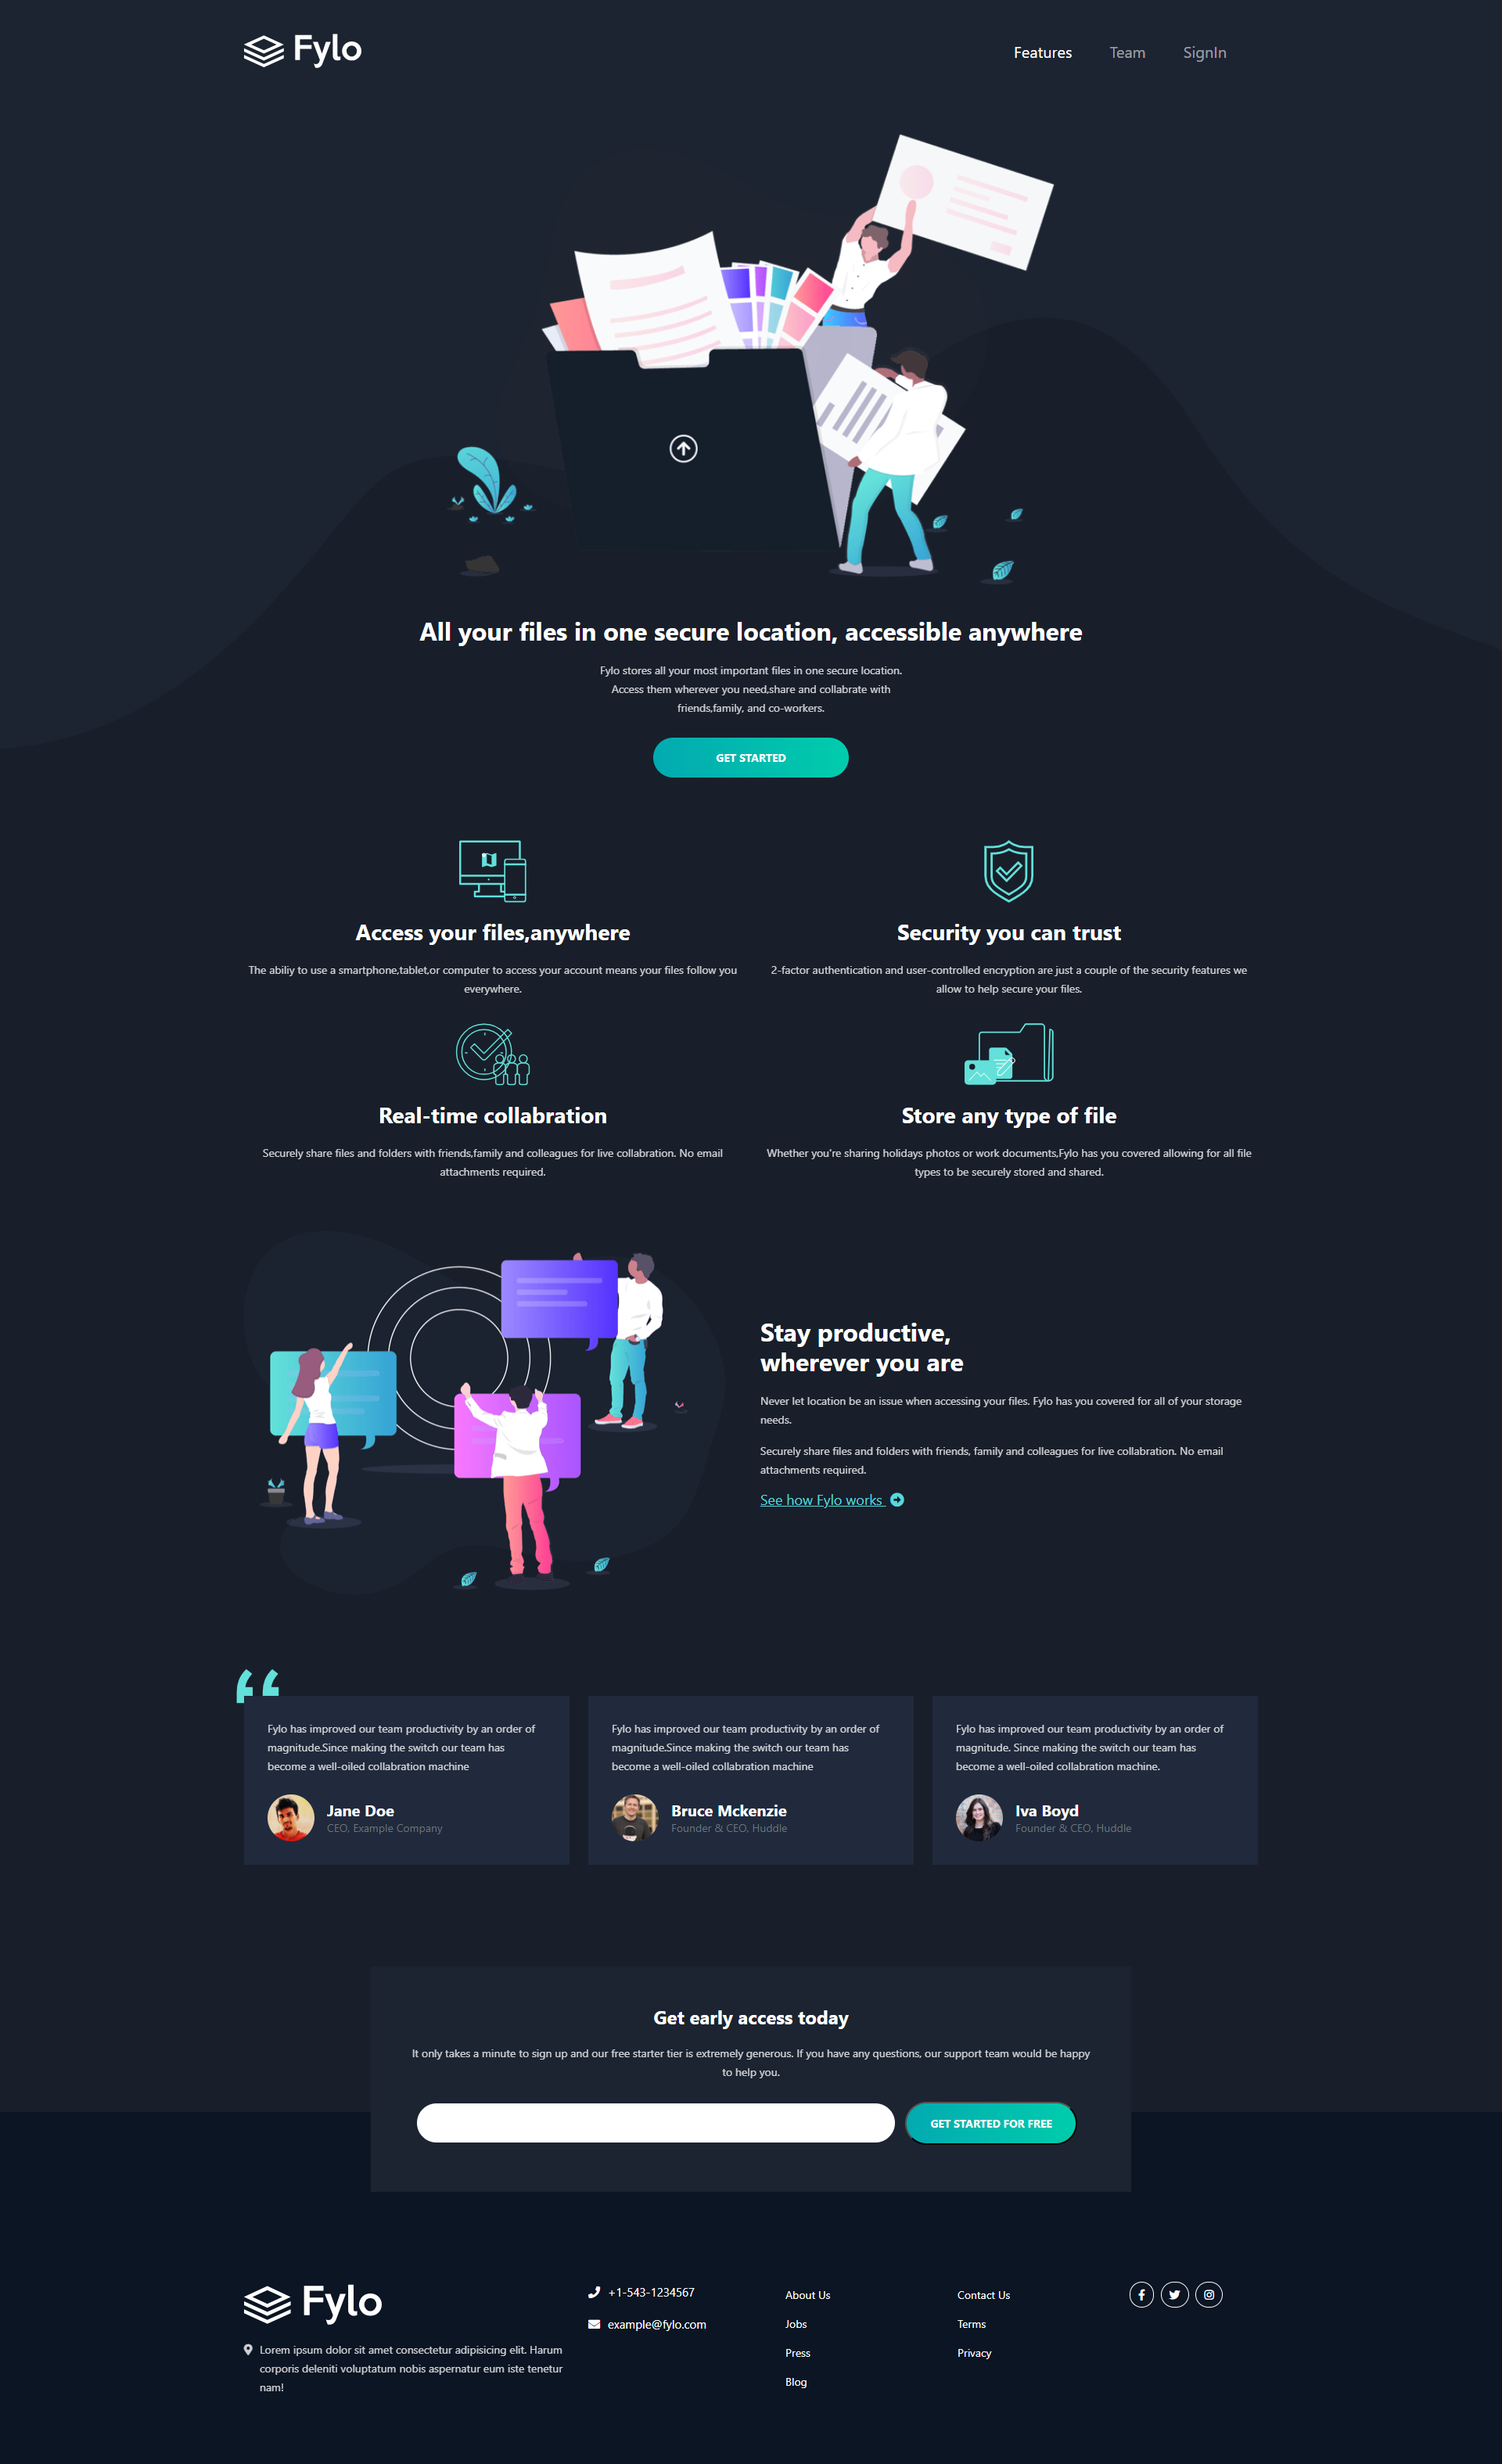 Fylo
Features
Team
SignIn
All your files in one secure location, accessible anywhere
Fylo stores all your most important files in one secure location.
Access them wherever you need,share and collabrate with
friends,family, and co-workers.
GET STARTED
Access your files,anywhere
The abiliy to use a smartphone,tablet,or computer to access your account means your files follow you
everywhere.
Security you can trust
2-factor authentication and user-controlled encryption are just a couple of the security features we
allow to help secure your files.
Real-time collabration
Securely share files and folders with friends,family and colleagues for live collabration. No email
attachments required.
Store any type of file
Whether you're sharing holidays photos or work documents,Fylo has you covered allowing for all file
types to be securely stored and shared.
Stay productive,
wherever you are
Never let location be an issue when accessing your files. Fylo has you covered for all of your storage
needs.
Securely share files and folders with friends, family and colleagues for live collabration. No email
attachments required.
See how Fylo works
Fylo has improved our team productivity by an order of
magnitude.Since making the switch our team has
become a well-oiled collabration machine
Jane Doe
CEO, Example Company
Fylo has improved our team productivity by an order of
magnitude.Since making the switch our team has
become a well-oiled collabration machine
Bruce Mckenzie
Founder & CEO, Huddle
Fylo has improved our team productivity by an order of
magnitude. Since making the switch our team has
become a well-oiled collabration machine.
Iva Boyd
Founder & CEO, Huddle
Get early access today
It only takes a minute to sign up and our free starter tier is extremely generous. If you have any questions, our support team would be happy
to help you.
GET STARTED FOR FREE
Fylo
Lorem ipsum dolor sit amet consectetur adipisicing elit. Harum
corporis deleniti voluptatum nobis aspernatur eum iste tenetur
nam!
+1-543-1234567
example@fylo.com
About Us
Jobs
Press
Blog
Contact Us
Terms
Privacy